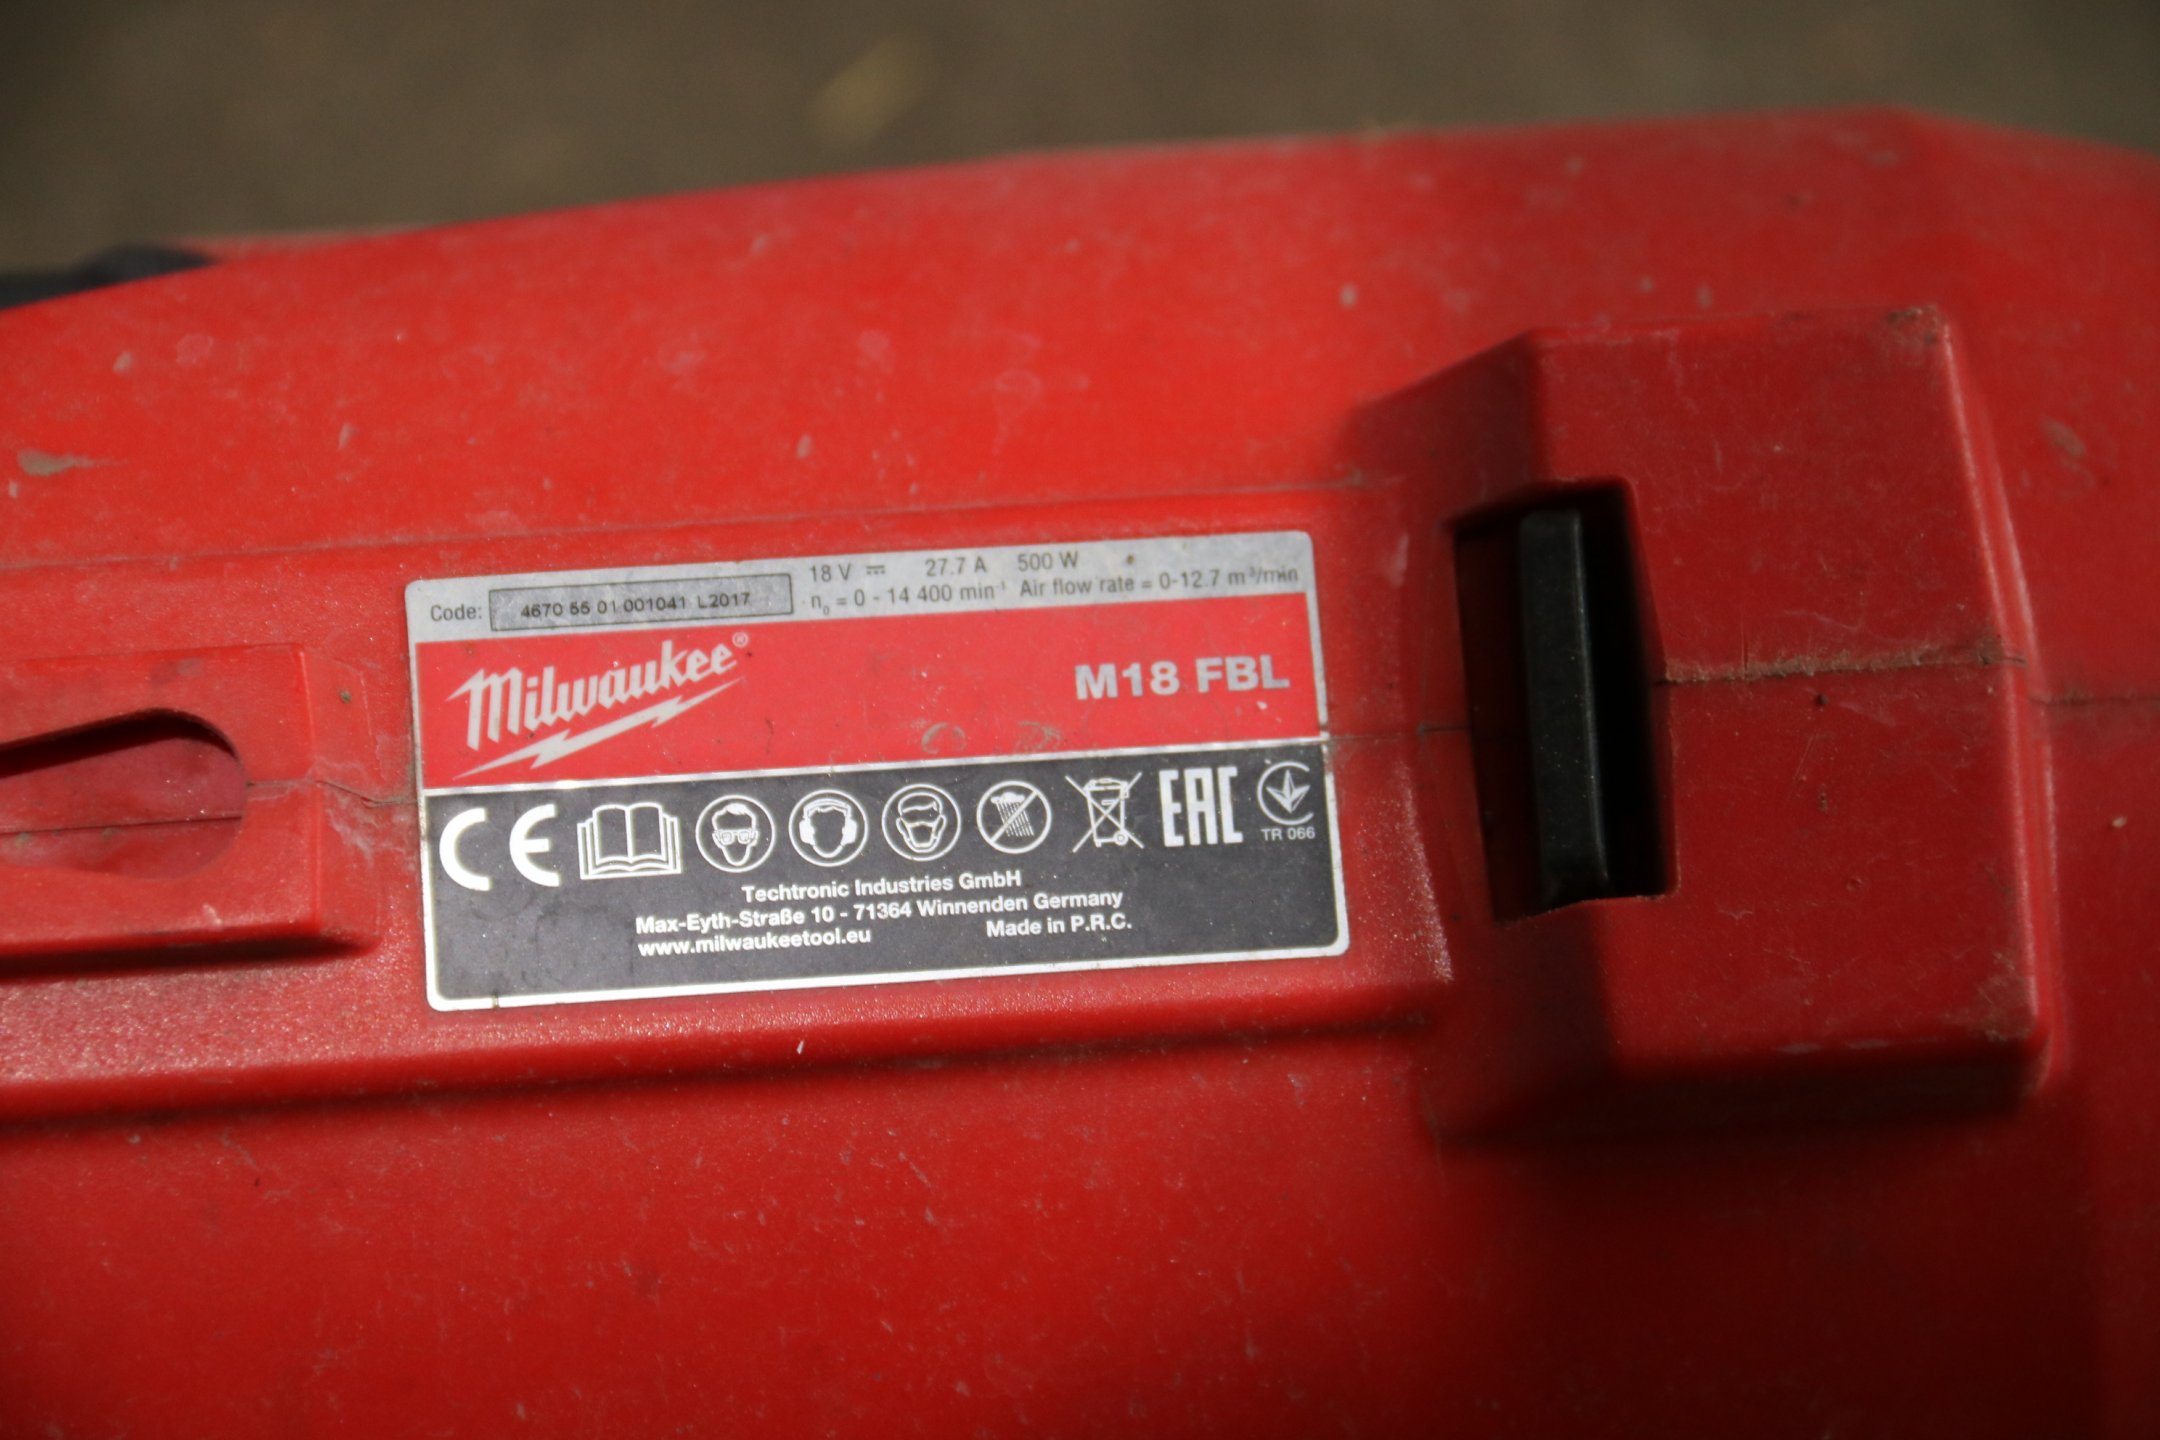 18 V ⎓ 27.7 A 500 W
Code: 4670 55 01 001041 L2017
n₀ = 0 - 14 400 min⁻¹ Air flow rate = 0-12.7 m³/min
Milwaukee®
M18 FBL
CE
EAC
TR 066
Techtronic Industries GmbH
Max-Eyth-Straße 10 - 71364 Winnenden Germany
www.milwaukeetool.eu Made in P.R.C.